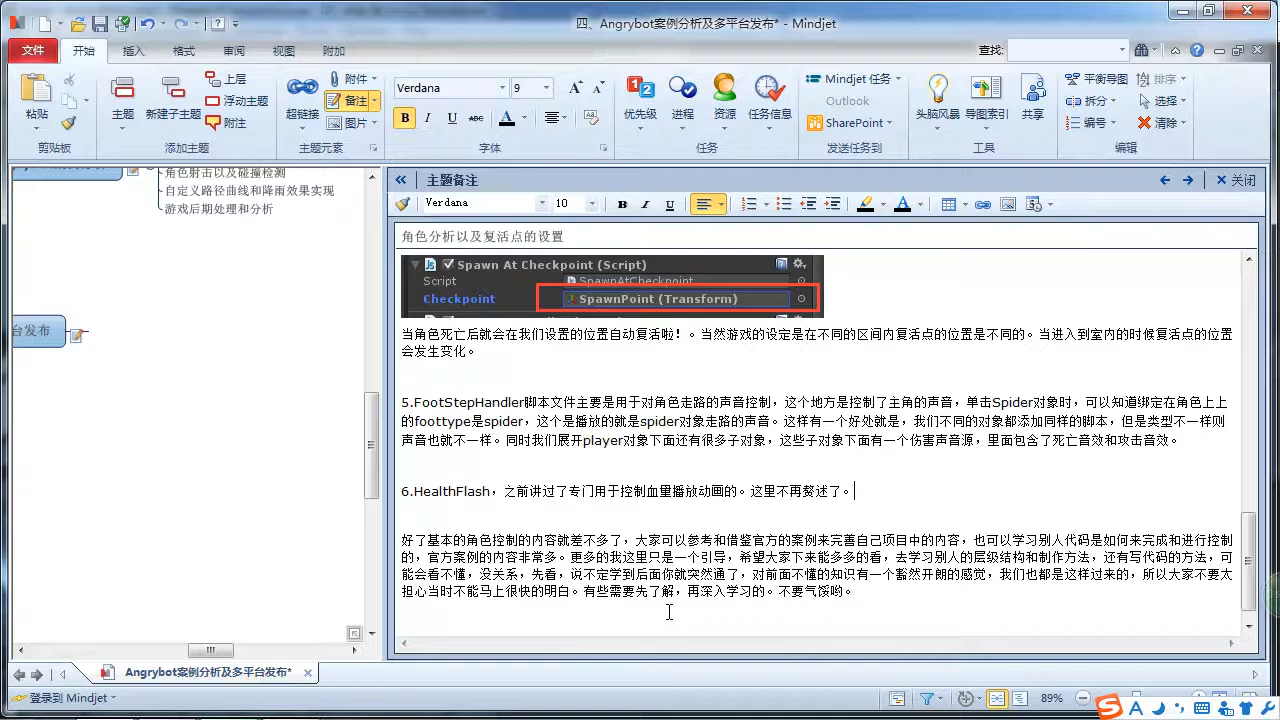 四、Angrybot案例分析及多平台发布* - Mindjet
文件 开始 插入 格式 审阅 视图 附加 查找:
粘贴
剪贴板
主题 新建子主题 上层 浮动主题 附注
添加主题
超链接 附件 备注 图片
主题元素
Verdana 9
B I U ABC A
字体
优先级 进程 资源 任务信息
任务
Mindjet 任务
Outlook
SharePoint
发送任务到
头脑风暴 导图索引 共享
工具
平衡导图 排序
拆分 选择
编号 清除
编辑
角色射击以及碰撞检测
自定义路径曲线和降雨效果实现
游戏后期处理和分析
台发布
主题备注 关闭
Verdana 10 B I U A
角色分析以及复活点的设置
Spawn At Checkpoint (Script)
Script SpawnAtCheckpoint
Checkpoint SpawnPoint (Transform)
当角色死亡后就会在我们设置的位置自动复活啦！。当然游戏的设定是在不同的区间内复活点的位置是不同的。当进入到室内的时候复活点的位置
会发生变化。
5.FootStepHandler脚本文件主要是用于对角色走路的声音控制，这个地方是控制了主角的声音，单击Spider对象时，可以知道绑定在角色上上
的foottype是spider，这个是播放的就是spider对象走路的声音。这样有一个好处就是，我们不同的对象都添加同样的脚本，但是类型不一样则
声音也就不一样。同时我们展开player对象下面还有很多子对象，这些子对象下面有一个伤害声音源，里面包含了死亡音效和攻击音效。
6.HealthFlash，之前讲过了专门用于控制血量播放动画的。这里不再赘述了。
好了基本的角色控制的内容就差不多了，大家可以参考和借鉴官方的案例来完善自己项目中的内容，也可以学习别人代码是如何来完成和进行控制
的，官方案例的内容非常多。更多的我这里只是一个引导，希望大家下来能多多的看，去学习别人的层级结构和制作方法，还有写代码的方法，可
能会看不懂，没关系，先看，说不定学到后面你就突然通了，对前面不懂的知识有一个豁然开朗的感觉，我们也都是这样过来的，所以大家不要太
担心当时不能马上很快的明白。有些需要先了解，再深入学习的。不要气馁哟。
Angrybot案例分析及多平台发布*
登录到 Mindjet 89%